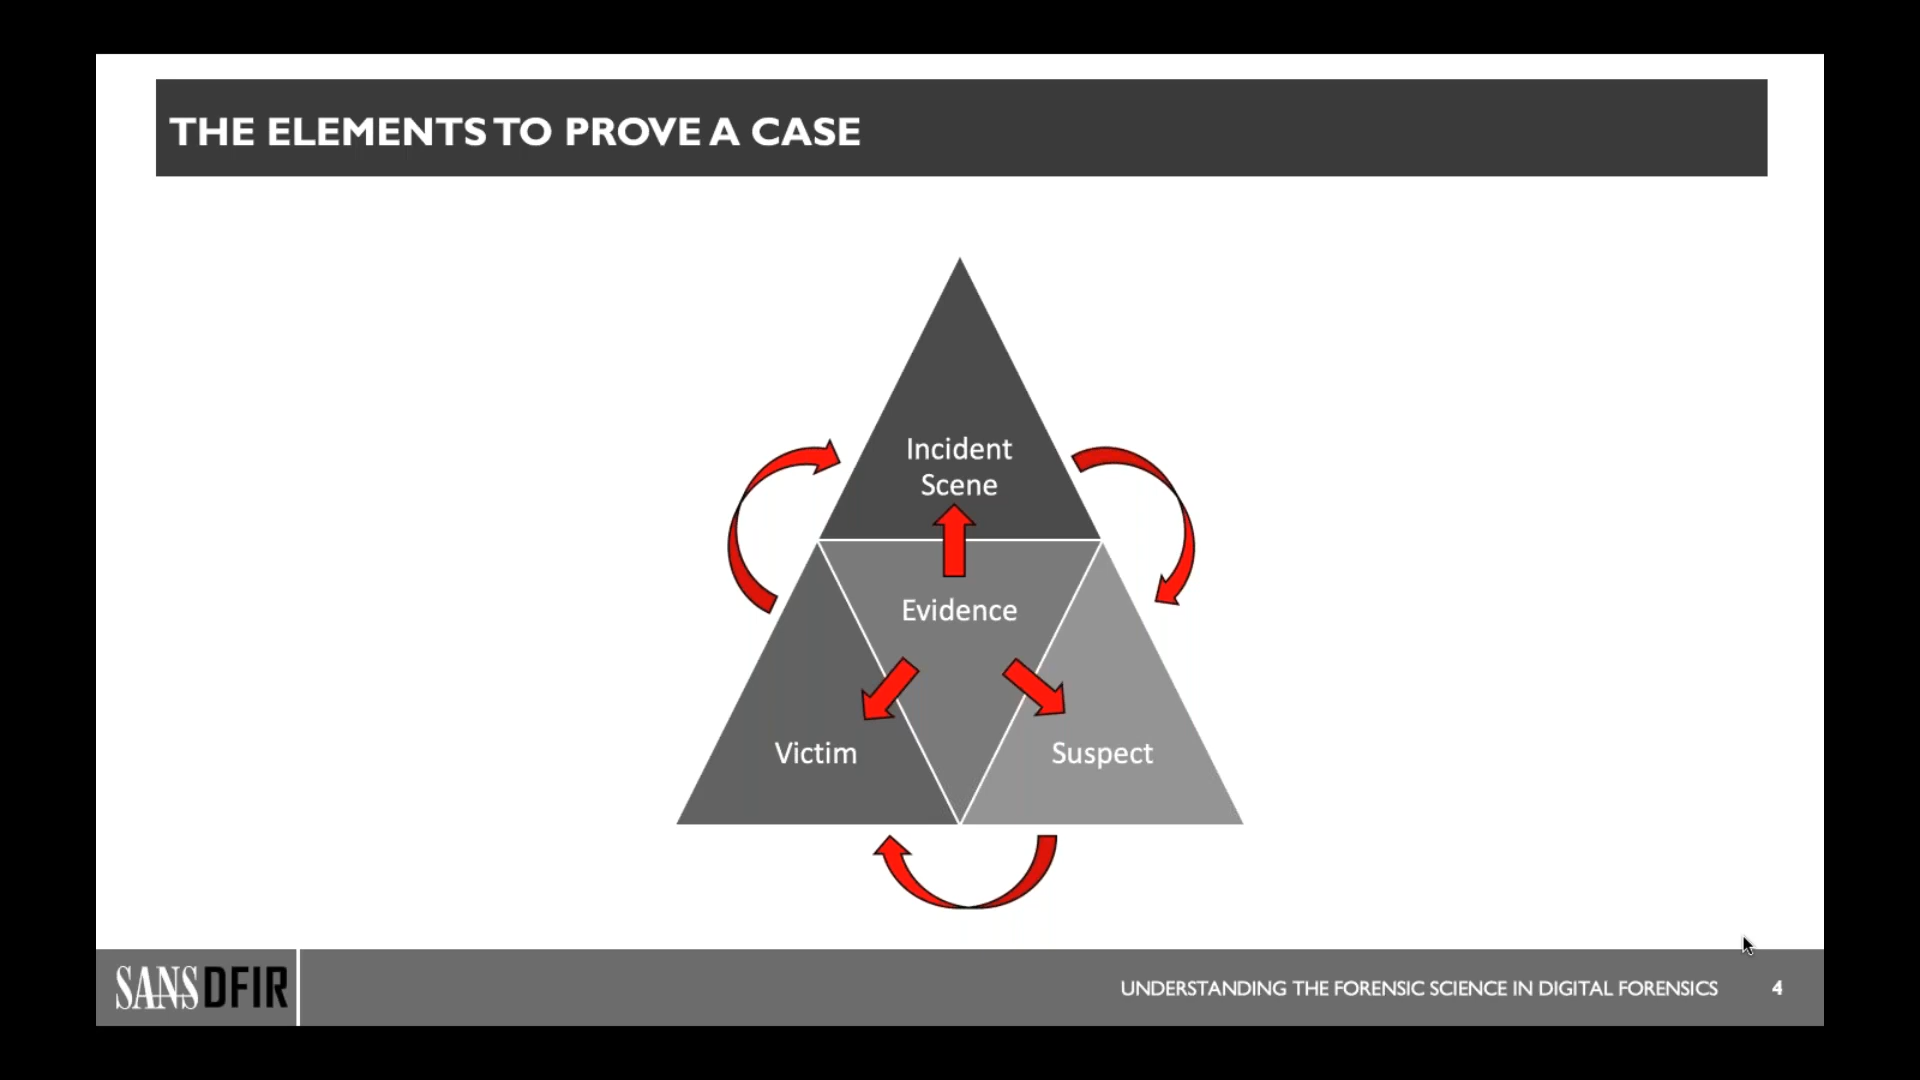 THE ELEMENTS TO PROVE A CASE
Incident
Scene
Evidence
Victim
Suspect
SANS DFIR
UNDERSTANDING THE FORENSIC SCIENCE IN DIGITAL FORENSICS
4